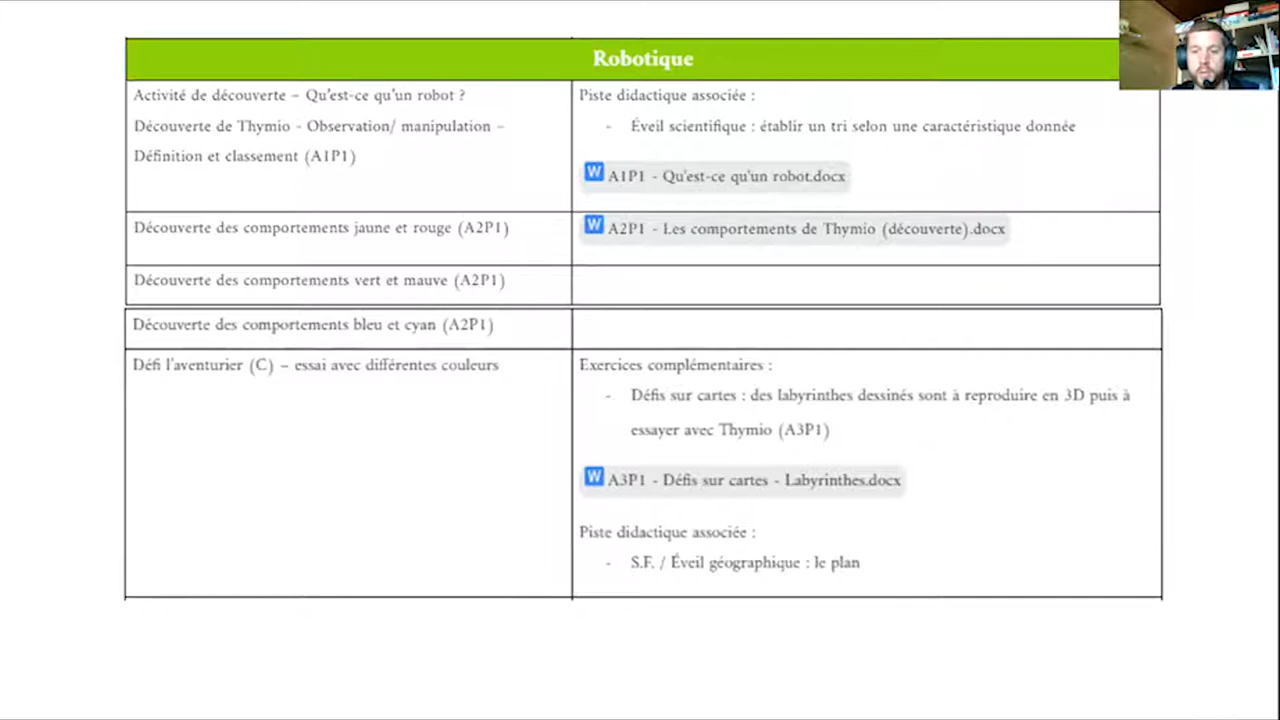 Robotique
Activité de découverte – Qu'est-ce qu'un robot ?
Découverte de Thymio - Observation/ manipulation –
Définition et classement (A1P1)
Piste didactique associée :
- Éveil scientifique : établir un tri selon une caractéristique donnée
W A1P1 - Qu'est-ce qu'un robot.docx
Découverte des comportements jaune et rouge (A2P1)
W A2P1 - Les comportements de Thymio (découverte).docx
Découverte des comportements vert et mauve (A2P1)
Découverte des comportements bleu et cyan (A2P1)
Défi l'aventurier (C) – essai avec différentes couleurs
Exercices complémentaires :
- Défis sur cartes : des labyrinthes dessinés sont à reproduire en 3D puis à
essayer avec Thymio (A3P1)
W A3P1 - Défis sur cartes - Labyrinthes.docx
Piste didactique associée :
- S.F. / Éveil géographique : le plan